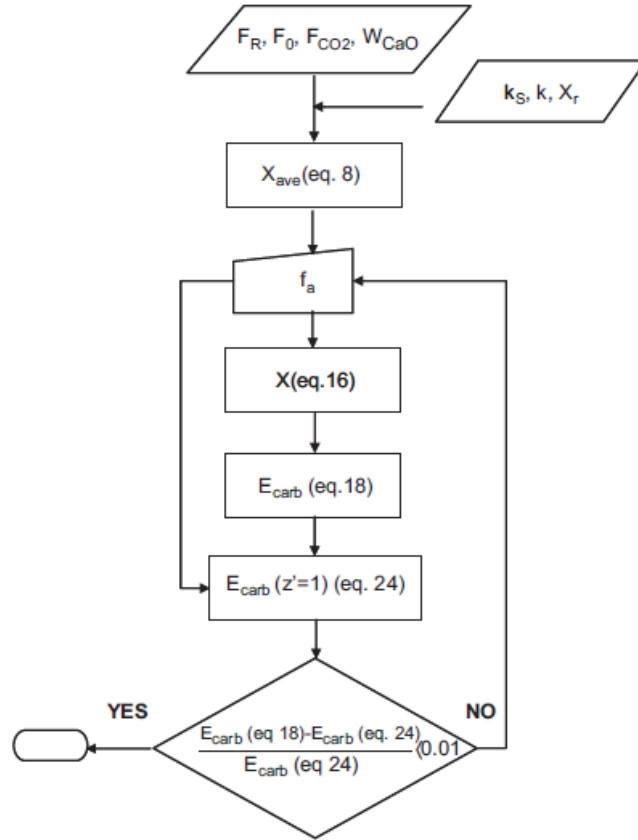 F_R, F_0, F_CO2, W_CaO
k_S, k, X_r
X_ave(eq. 8)
f_a
X(eq.16)
E_carb (eq.18)
E_carb (z'=1) (eq. 24)
YES
NO
E_carb (eq 18)-E_carb (eq. 24)
E_carb (eq 24)
⟨0.01